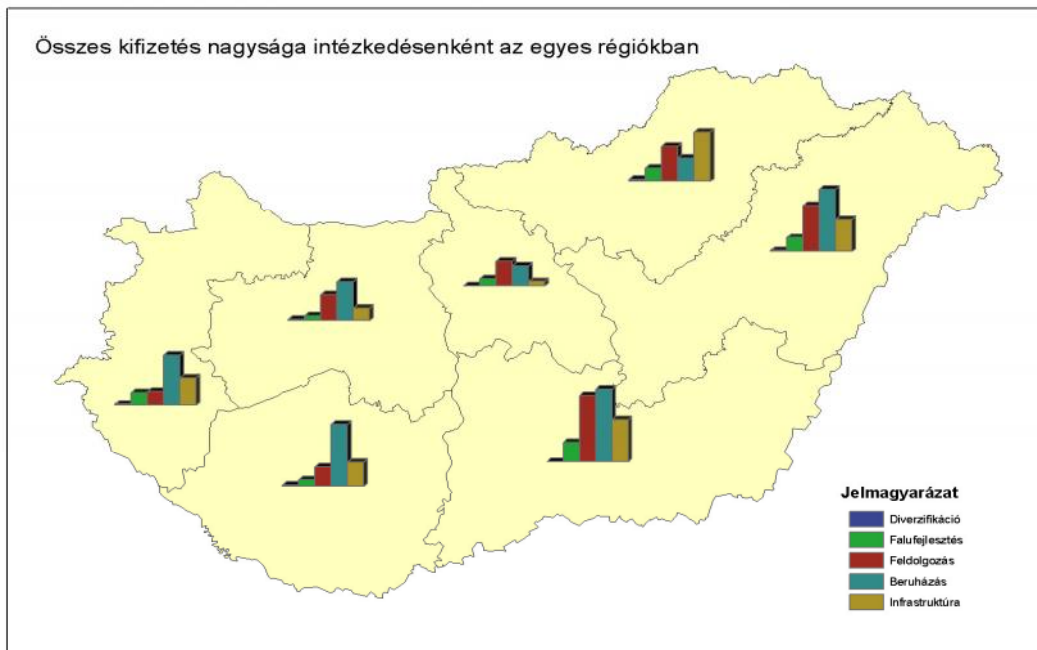 Összes kifizetés nagysága intézkedésenként az egyes régiókban
Jelmagyarázat
Diverzifikáció
Falufejlesztés
Feldolgozás
Beruházás
Infrastruktúra